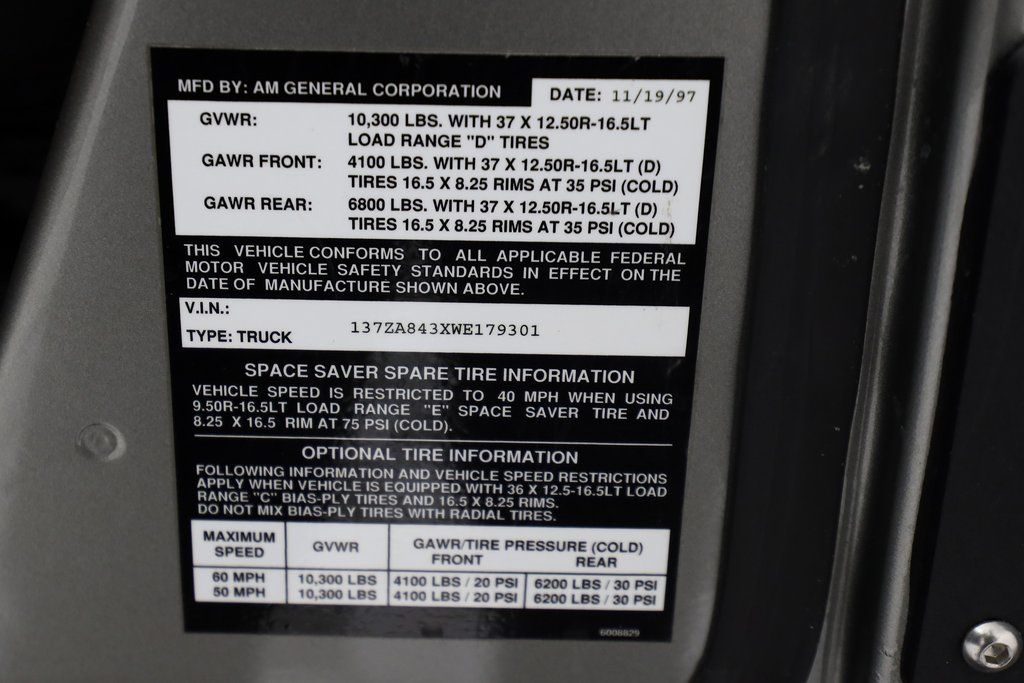 MFD BY: AM GENERAL CORPORATION DATE: 11/19/97
GVWR: 10,300 LBS. WITH 37 X 12.50R-16.5LT
LOAD RANGE "D" TIRES
GAWR FRONT: 4100 LBS. WITH 37 X 12.50R-16.5LT (D)
TIRES 16.5 X 8.25 RIMS AT 35 PSI (COLD)
GAWR REAR: 6800 LBS. WITH 37 X 12.50R-16.5LT (D)
TIRES 16.5 X 8.25 RIMS AT 35 PSI (COLD)
THIS VEHICLE CONFORMS TO ALL APPLICABLE FEDERAL
MOTOR VEHICLE SAFETY STANDARDS IN EFFECT ON THE
DATE OF MANUFACTURE SHOWN ABOVE.
V.I.N.:
137ZA843XWE179301
TYPE: TRUCK
SPACE SAVER SPARE TIRE INFORMATION
VEHICLE SPEED IS RESTRICTED TO 40 MPH WHEN USING
9.50R-16.5LT LOAD RANGE "E" SPACE SAVER TIRE AND
8.25 X 16.5 RIM AT 75 PSI (COLD).
OPTIONAL TIRE INFORMATION
FOLLOWING INFORMATION AND VEHICLE SPEED RESTRICTIONS
APPLY WHEN VEHICLE IS EQUIPPED WITH 36 X 12.5-16.5LT LOAD
RANGE "C" BIAS-PLY TIRES AND 16.5 X 8.25 RIMS.
DO NOT MIX BIAS-PLY TIRES WITH RADIAL TIRES.
MAXIMUM SPEED GVWR GAWR/TIRE PRESSURE (COLD)
FRONT REAR
60 MPH 10,300 LBS 4100 LBS / 20 PSI 6200 LBS / 30 PSI
50 MPH 10,300 LBS 4100 LBS / 20 PSI 6200 LBS / 30 PSI
6008829